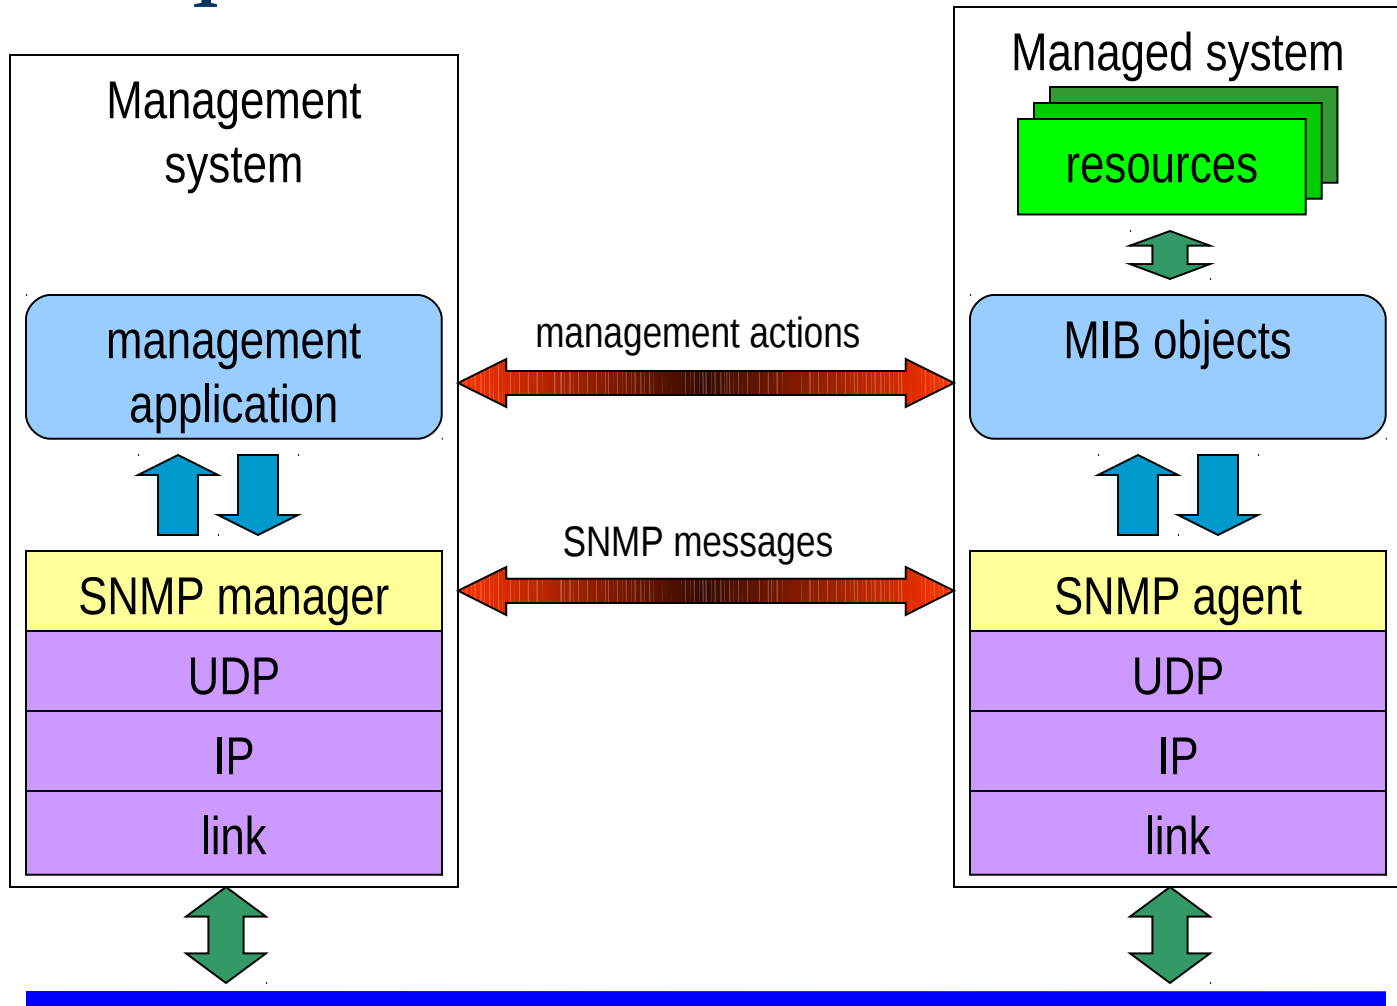 Management
system
management
application
SNMP manager
UDP
IP
link
management actions
SNMP messages
Managed system
resources
MIB objects
SNMP agent
UDP
IP
link